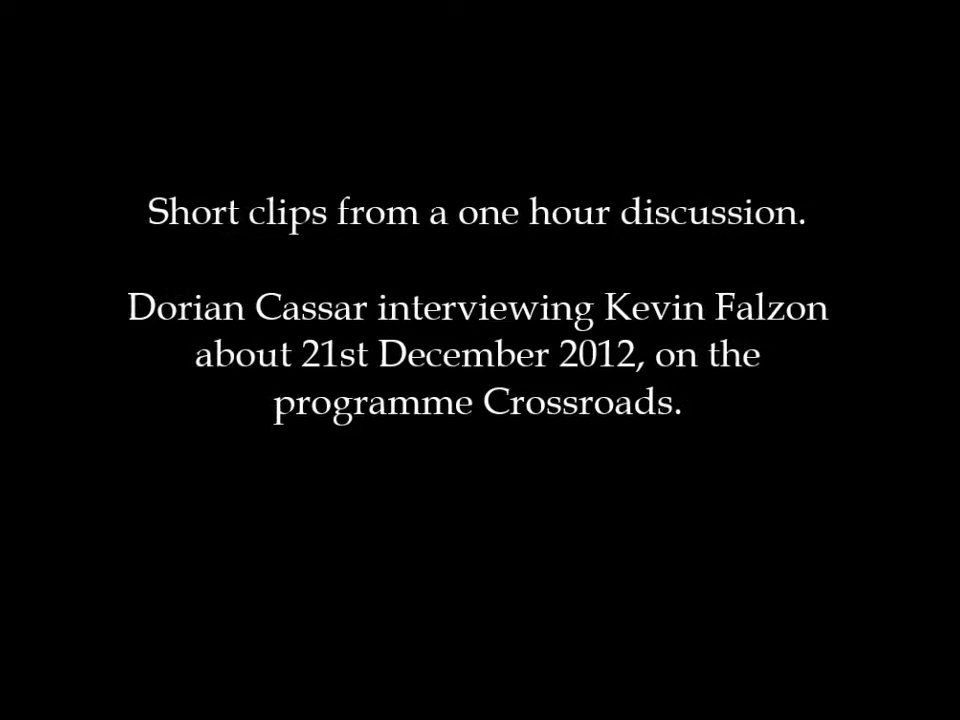 Short clips from a one hour discussion.
Dorian Cassar interviewing Kevin Falzon
about 21st December 2012, on the
programme Crossroads.